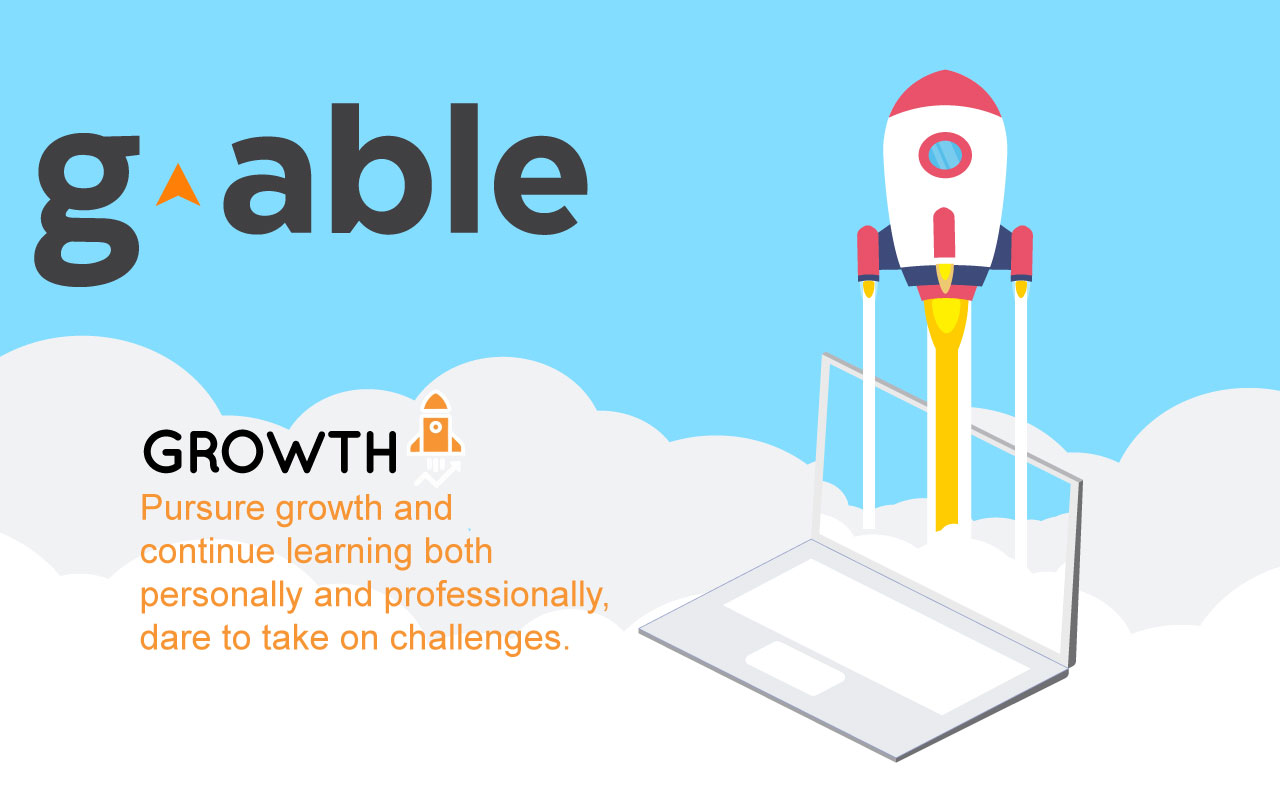 g able
GROWTH
Pursure growth and
continue learning both
personally and professionally,
dare to take on challenges.